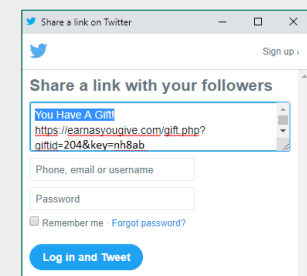 Share a link on Twitter
Sign up ›
Share a link with your followers
You Have A Gift!
https://earnasyougive.com/gift.php?
giftid=204&key=nh8ab
Phone, email or username
Password
Remember me · Forgot password?
Log in and Tweet